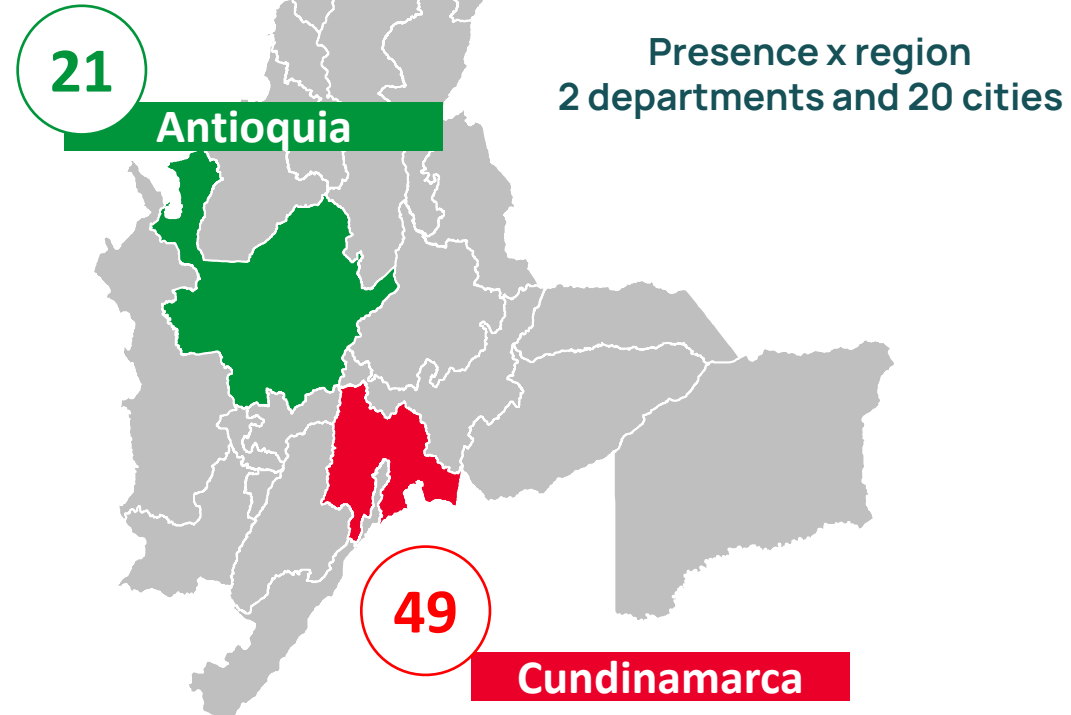 Presence x region
2 departments and 20 cities
21
Antioquia
49
Cundinamarca